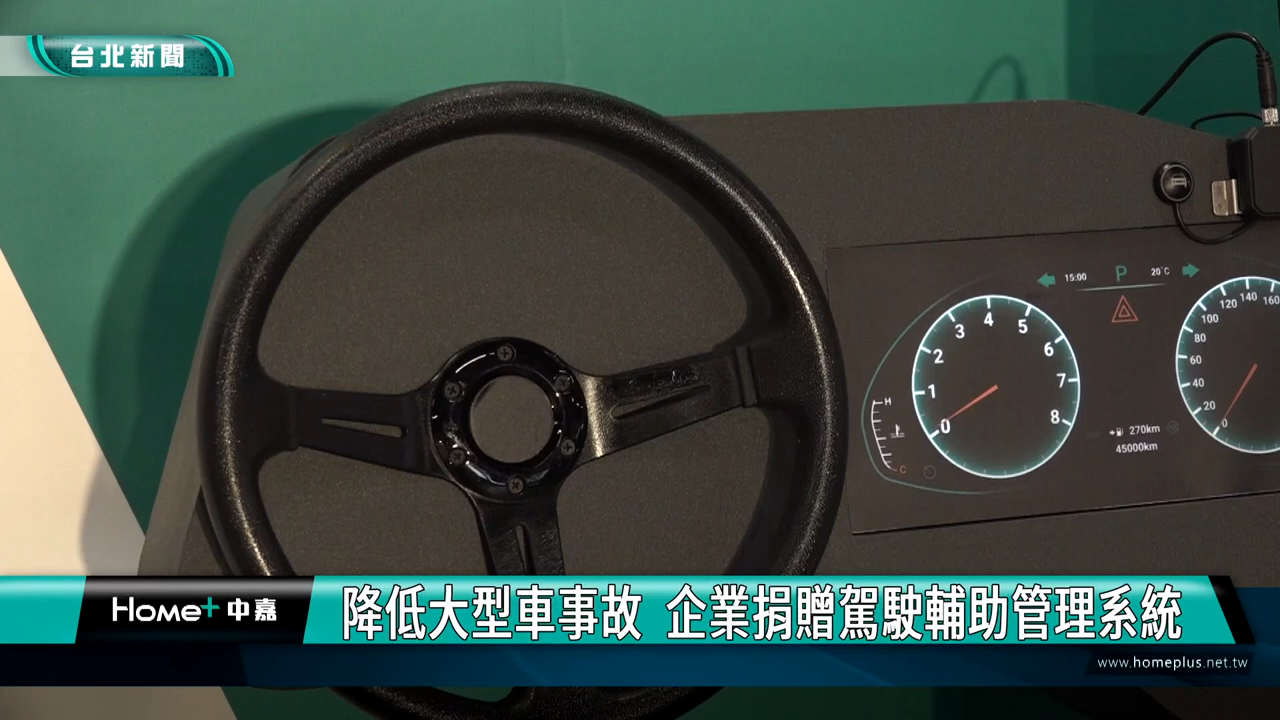 台北新聞
15:00 P 20°C
0 1 2 3 4 5 6 7 8
0 20 40 60 80 100 120 140 160
H
C
270km
45000km
Home+ 中嘉
降低大型車事故 企業捐贈駕駛輔助管理系統
www.homeplus.net.tw